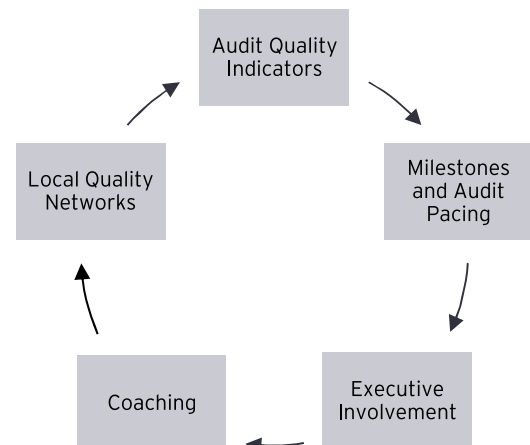 Audit Quality
Indicators
Milestones
and Audit
Pacing
Executive
Involvement
Coaching
Local Quality
Networks